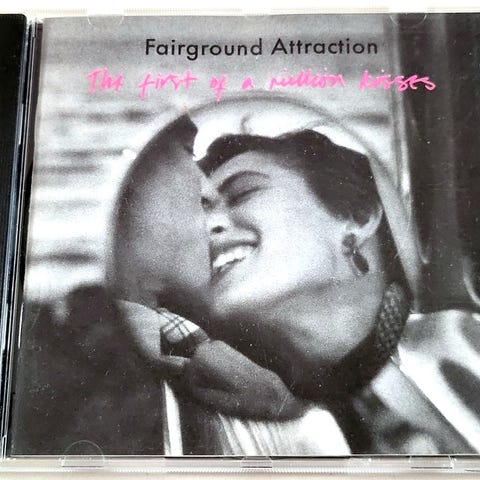 Fairground Attraction
The first of a million kisses